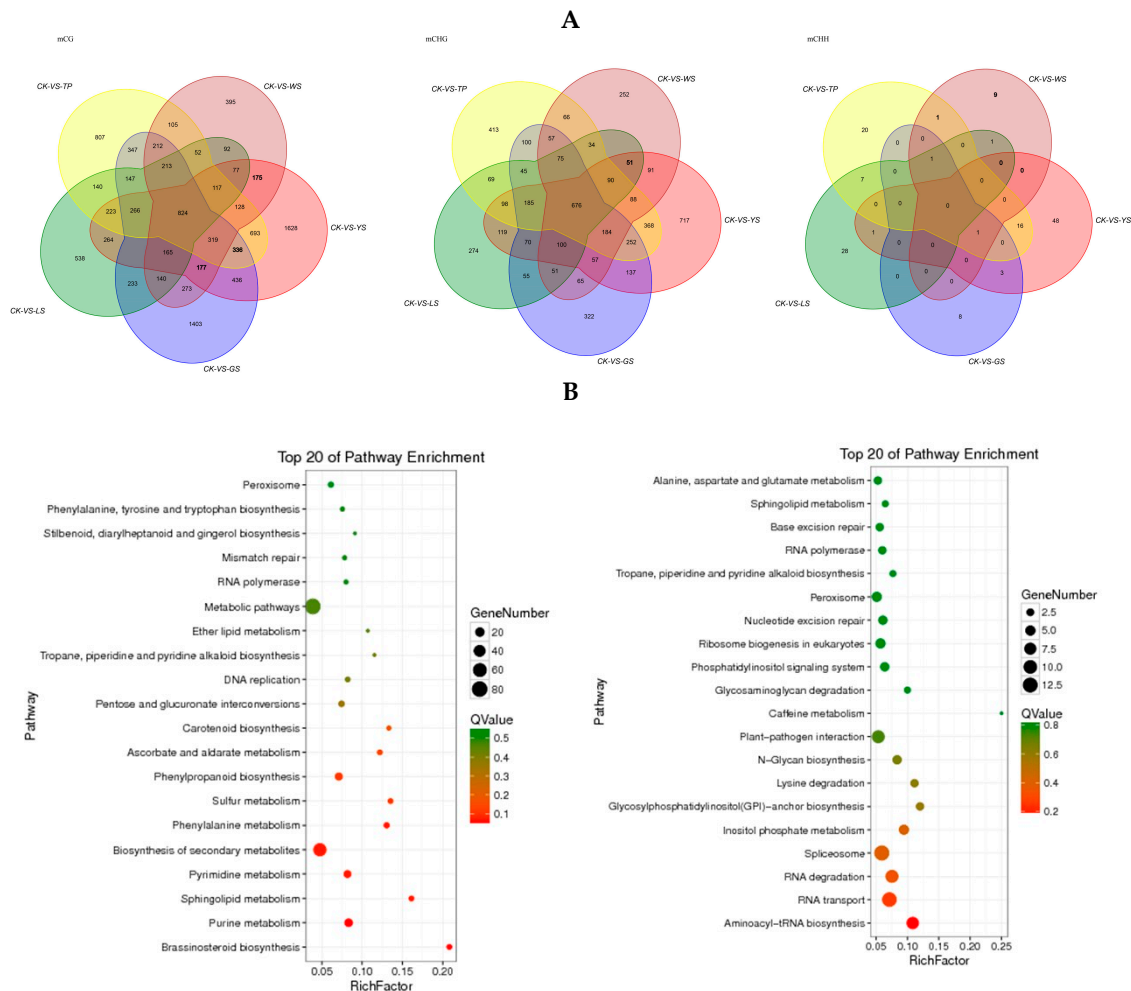 A
mCG
mCHG
mCHH
CK-VS-TP
CK-VS-WS
CK-VS-YS
CK-VS-GS
CK-VS-LS
395
105
807
347
212
52
92
213
77
175
147
117
140
128
223
266
824
693
1628
264
319
336
538
165
177
233
140
273
436
1403
CK-VS-TP
CK-VS-WS
CK-VS-YS
CK-VS-GS
CK-VS-LS
252
66
413
100
57
34
75
51
91
45
69
90
88
98
185
676
368
717
119
184
70
100
252
274
57
55
51
65
137
322
CK-VS-TP
CK-VS-WS
CK-VS-YS
CK-VS-GS
CK-VS-LS
9
1
20
0
0
1
0
1
0
0
0
7
0
0
0
0
0
16
48
1
1
0
0
0
28
0
0
0
0
3
8
B
Top 20 of Pathway Enrichment
Pathway
Peroxisome
Phenylalanine, tyrosine and tryptophan biosynthesis
Stilbenoid, diarylheptanoid and gingerol biosynthesis
Mismatch repair
RNA polymerase
Metabolic pathways
Ether lipid metabolism
Tropane, piperidine and pyridine alkaloid biosynthesis
DNA replication
Pentose and glucuronate interconversions
Carotenoid biosynthesis
Ascorbate and aldarate metabolism
Phenylpropanoid biosynthesis
Sulfur metabolism
Phenylalanine metabolism
Biosynthesis of secondary metabolites
Pyrimidine metabolism
Sphingolipid metabolism
Purine metabolism
Brassinosteroid biosynthesis
0.05 0.10 0.15 0.20
RichFactor
GeneNumber
20
40
60
80
QValue
0.5
0.4
0.3
0.2
0.1
Top 20 of Pathway Enrichment
Pathway
Alanine, aspartate and glutamate metabolism
Sphingolipid metabolism
Base excision repair
RNA polymerase
Tropane, piperidine and pyridine alkaloid biosynthesis
Peroxisome
Nucleotide excision repair
Ribosome biogenesis in eukaryotes
Phosphatidylinositol signaling system
Glycosaminoglycan degradation
Caffeine metabolism
Plant-pathogen interaction
N-Glycan biosynthesis
Lysine degradation
Glycosylphosphatidylinositol(GPI)-anchor biosynthesis
Inositol phosphate metabolism
Spliceosome
RNA degradation
RNA transport
Aminoacyl-tRNA biosynthesis
0.05 0.10 0.15 0.20 0.25
RichFactor
GeneNumber
2.5
5.0
7.5
10.0
12.5
QValue
0.8
0.6
0.4
0.2